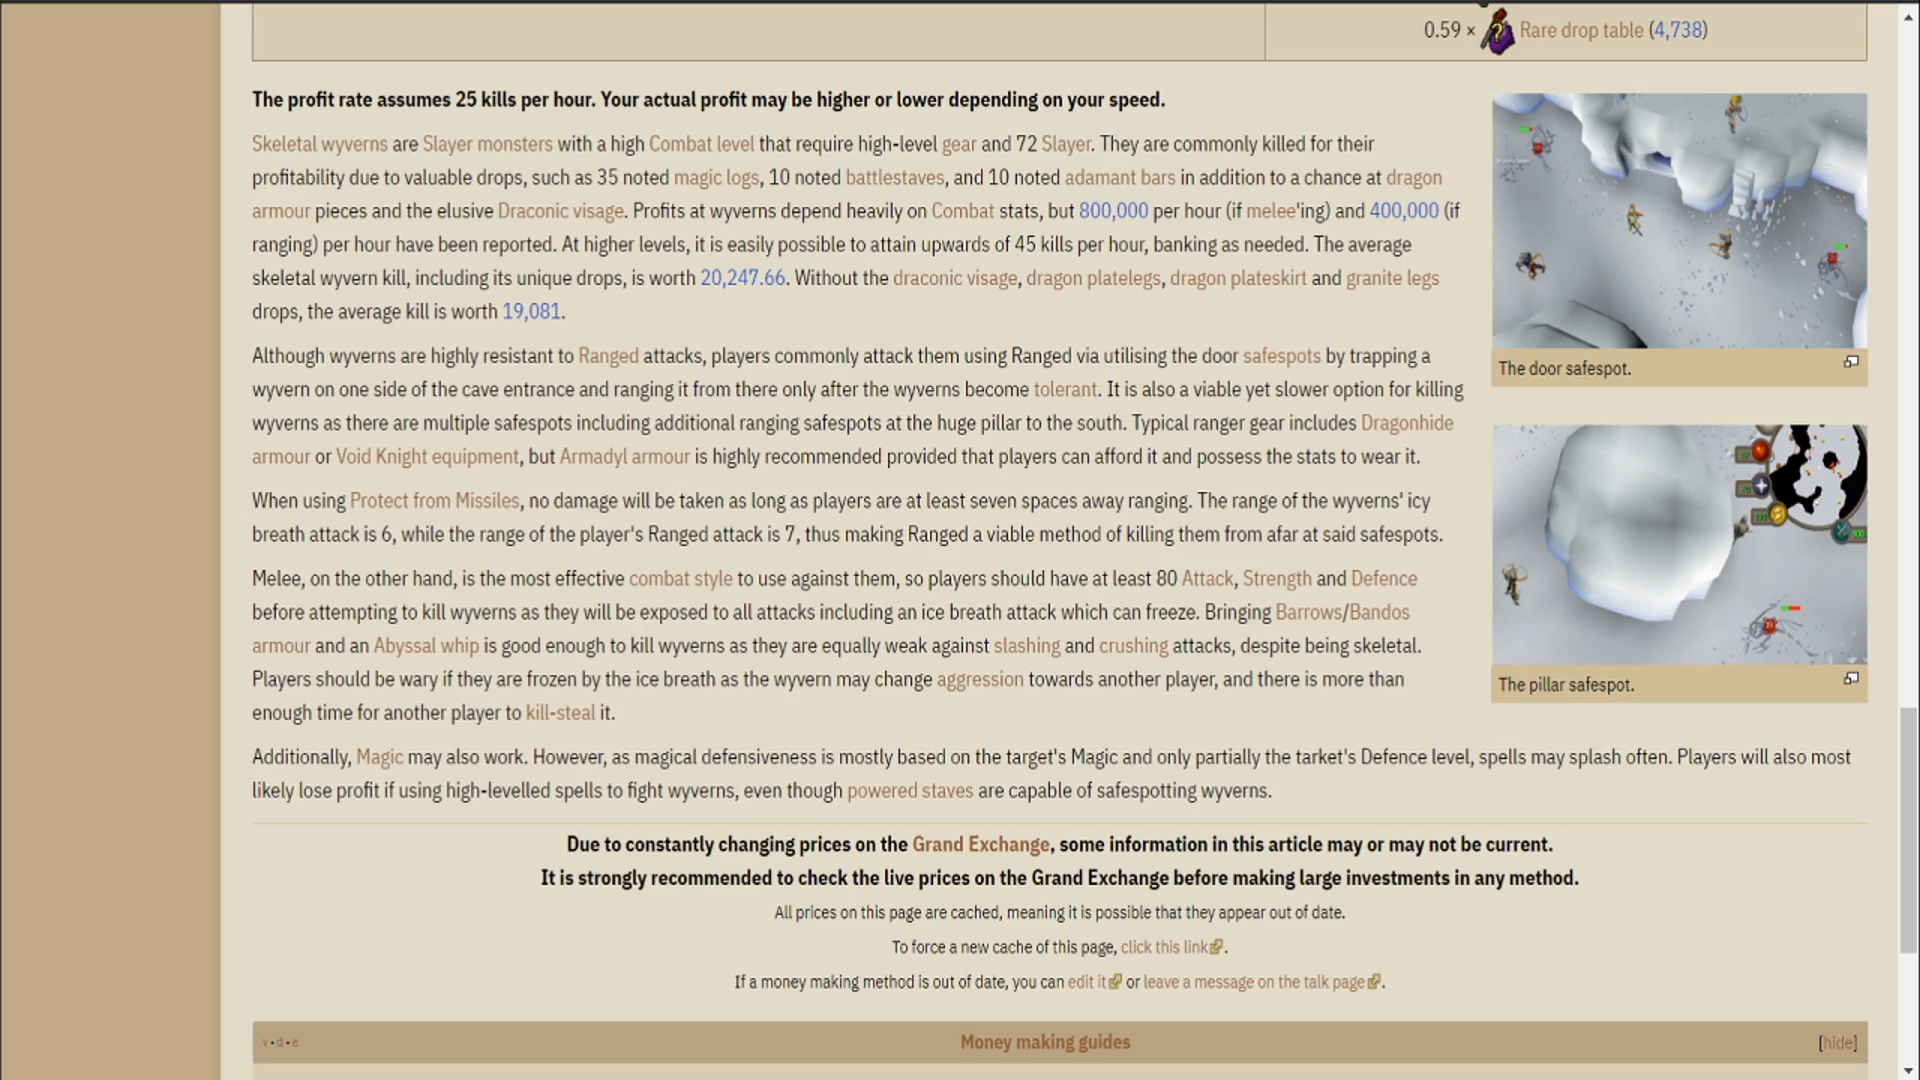 0.59 × Rare drop table (4,738)
The profit rate assumes 25 kills per hour. Your actual profit may be higher or lower depending on your speed.
Skeletal wyverns are Slayer monsters with a high Combat level that require high-level gear and 72 Slayer. They are commonly killed for their
profitability due to valuable drops, such as 35 noted magic logs, 10 noted battlestaves, and 10 noted adamant bars in addition to a chance at dragon
armour pieces and the elusive Draconic visage. Profits at wyverns depend heavily on Combat stats, but 800,000 per hour (if melee'ing) and 400,000 (if
ranging) per hour have been reported. At higher levels, it is easily possible to attain upwards of 45 kills per hour, banking as needed. The average
skeletal wyvern kill, including its unique drops, is worth 20,247.66. Without the draconic visage, dragon platelegs, dragon plateskirt and granite legs
drops, the average kill is worth 19,081.
The door safespot.
Although wyverns are highly resistant to Ranged attacks, players commonly attack them using Ranged via utilising the door safespots by trapping a
wyvern on one side of the cave entrance and ranging it from there only after the wyverns become tolerant. It is also a viable yet slower option for killing
wyverns as there are multiple safespots including additional ranging safespots at the huge pillar to the south. Typical ranger gear includes Dragonhide
armour or Void Knight equipment, but Armadyl armour is highly recommended provided that players can afford it and possess the stats to wear it.
When using Protect from Missiles, no damage will be taken as long as players are at least seven spaces away ranging. The range of the wyverns' icy
breath attack is 6, while the range of the player's Ranged attack is 7, thus making Ranged a viable method of killing them from afar at said safespots.
Melee, on the other hand, is the most effective combat style to use against them, so players should have at least 80 Attack, Strength and Defence
before attempting to kill wyverns as they will be exposed to all attacks including an ice breath attack which can freeze. Bringing Barrows/Bandos
armour and an Abyssal whip is good enough to kill wyverns as they are equally weak against slashing and crushing attacks, despite being skeletal.
Players should be wary if they are frozen by the ice breath as the wyvern may change aggression towards another player, and there is more than
enough time for another player to kill-steal it.
The pillar safespot.
Additionally, Magic may also work. However, as magical defensiveness is mostly based on the target's Magic and only partially the tarket's Defence level, spells may splash often. Players will also most
likely lose profit if using high-levelled spells to fight wyverns, even though powered staves are capable of safespotting wyverns.
Due to constantly changing prices on the Grand Exchange, some information in this article may or may not be current.
It is strongly recommended to check the live prices on the Grand Exchange before making large investments in any method.
All prices on this page are cached, meaning it is possible that they appear out of date.
To force a new cache of this page, click this link.
If a money making method is out of date, you can edit it or leave a message on the talk page.
v • d • e
Money making guides
[hide]